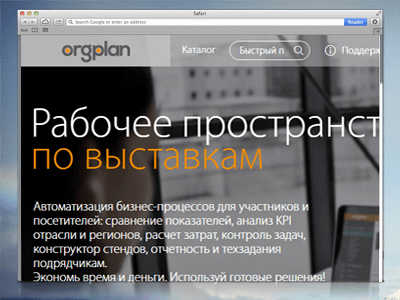 Safari
Search Google or enter an address
Reader
orgplan
Каталог
Быстрый п
Поддерж
Рабочее пространст
по выставкам
Автоматизация бизнес-процессов для участников и
посетителей: сравнение показателей, анализ KPI
отрасли и регионов, расчет затрат, контроль задач,
конструктор стендов, отчетность и техзадания
подрядчикам.
Экономь время и деньги. Используй готовые решения!